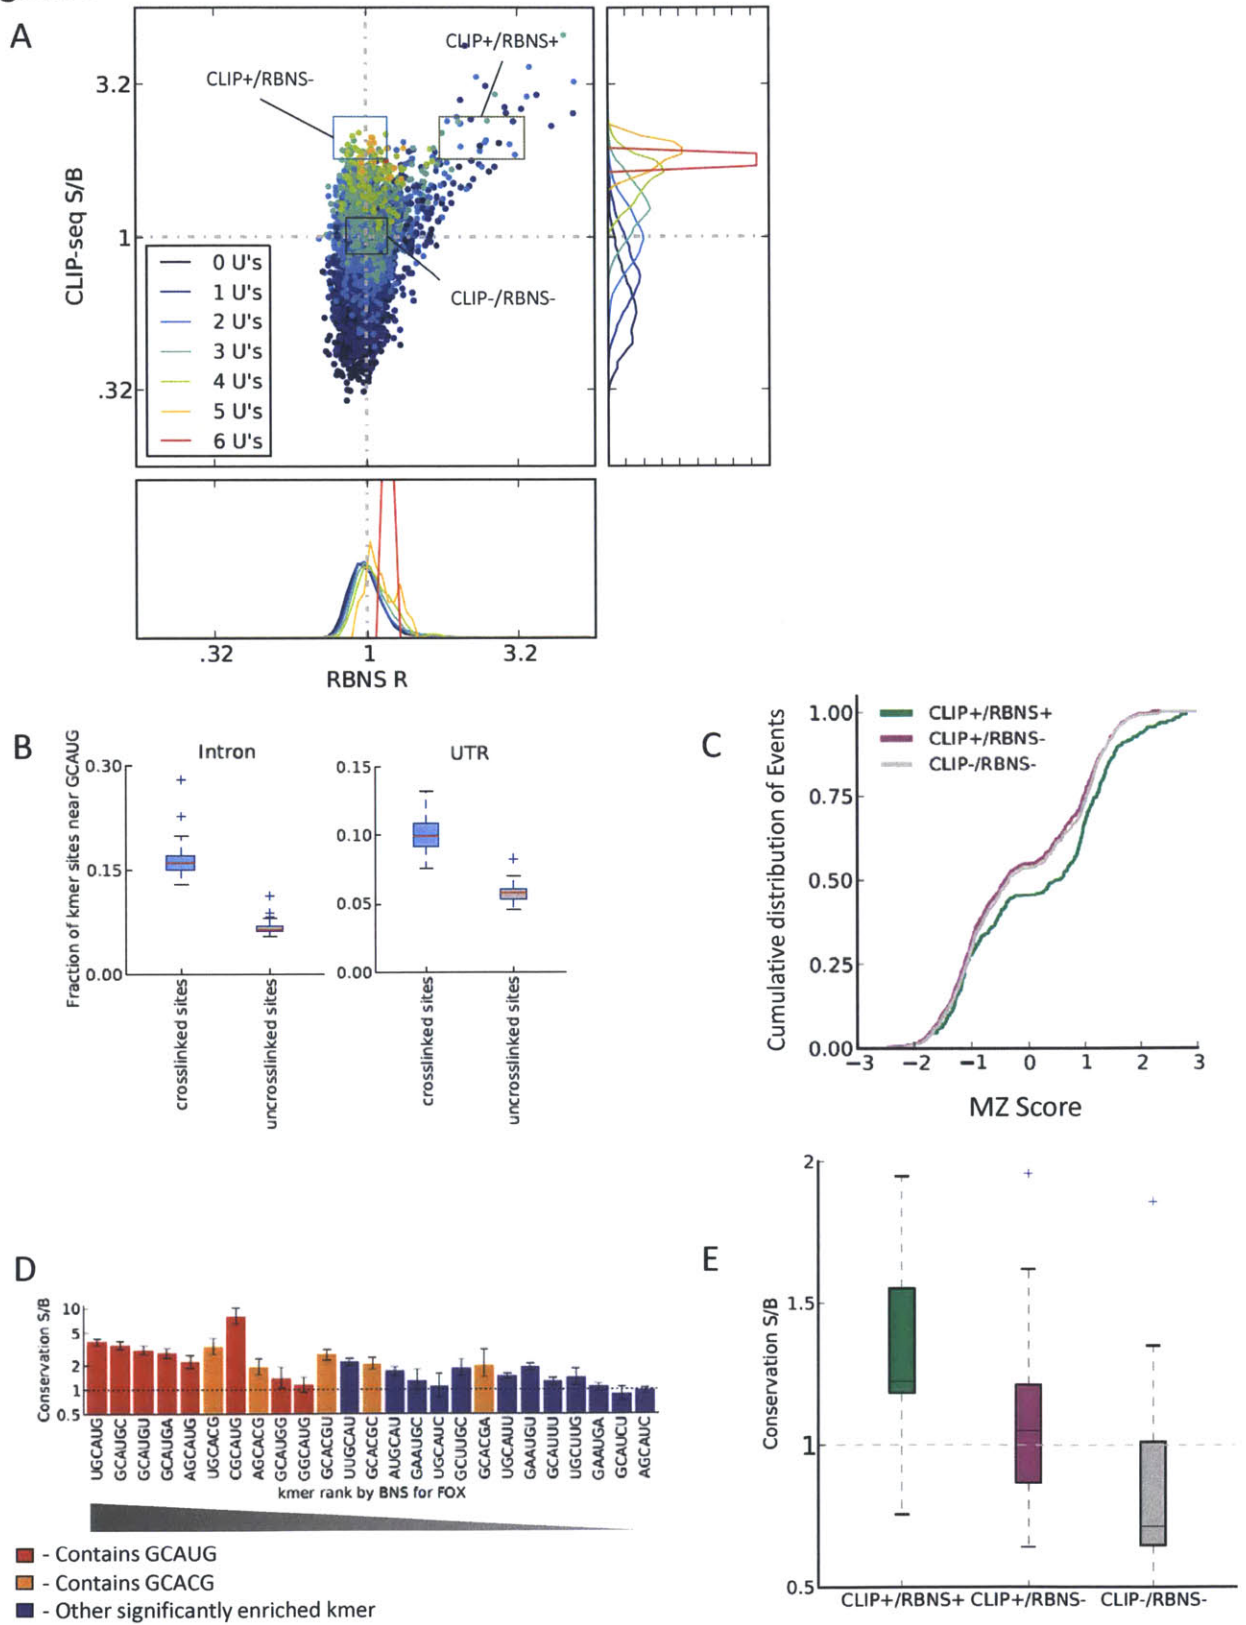 A
CLIP+/RBNS+
CLIP+/RBNS-
3.2
CLIP-seq S/B
1
0 U's
1 U's
2 U's
3 U's
4 U's
5 U's
6 U's
CLIP-/RBNS-
.32
.32 1 3.2
RBNS R
B
Intron
UTR
Fraction of kmer sites near GCAUG
0.30
0.15
0.00
0.15
0.10
0.05
0.00
crosslinked sites
uncrosslinked sites
crosslinked sites
uncrosslinked sites
C
Cumulative distribution of Events
1.00
0.75
0.50
0.25
0.00
CLIP+/RBNS+
CLIP+/RBNS-
CLIP-/RBNS-
−3 −2 −1 0 1 2 3
MZ Score
D
Conservation S/B
10
5
2
1
0.5
UGCAUG
GCAUGC
GCAUGU
GCAUGA
AGCAUG
UGCACG
CGCAUG
AGCACG
GCAUGG
GGCAUG
GCACGU
UUGCAU
GCACGC
AUGCAU
GAAUGC
UGCAUC
GCUUGC
GCACGA
UGCAUU
GAAUGU
GCAUUU
UGCUUG
GAAUGA
GCAUCU
AGCAUC
kmer rank by BNS for FOX
- Contains GCAUG
- Contains GCACG
- Other significantly enriched kmer
E
Conservation S/B
2
1.5
1
0.5
CLIP+/RBNS+ CLIP+/RBNS- CLIP-/RBNS-